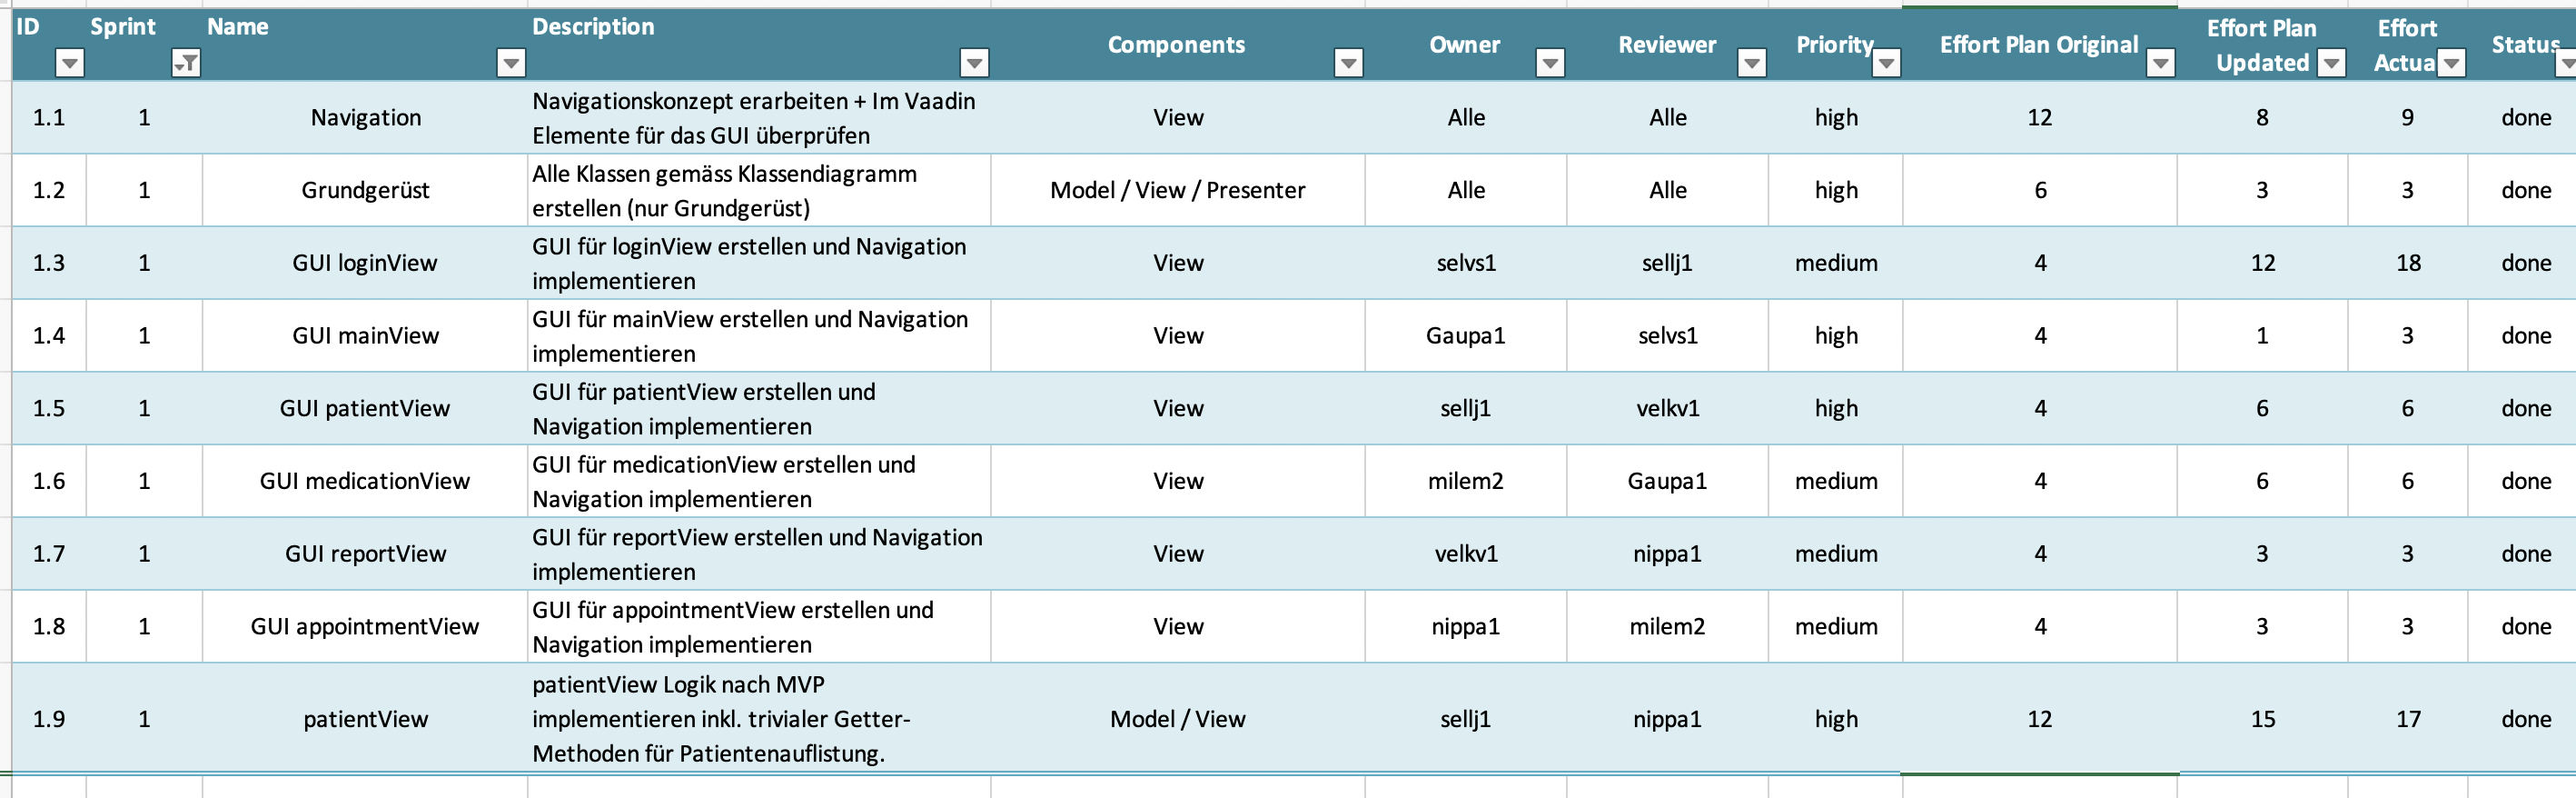 ID Sprint Name Description Components Owner Reviewer Priority Effort Plan Original Effort Plan Updated Effort Actua Status
1.1 1 Navigation Navigationskonzept erarbeiten + Im Vaadin
Elemente für das GUI überprüfen View Alle Alle high 12 8 9 done
1.2 1 Grundgerüst Alle Klassen gemäss Klassendiagramm
erstellen (nur Grundgerüst) Model / View / Presenter Alle Alle high 6 3 3 done
1.3 1 GUI loginView GUI für loginView erstellen und Navigation
implementieren View selvs1 sellj1 medium 4 12 18 done
1.4 1 GUI mainView GUI für mainView erstellen und Navigation
implementieren View Gaupa1 selvs1 high 4 1 3 done
1.5 1 GUI patientView GUI für patientView erstellen und
Navigation implementieren View sellj1 velkv1 high 4 6 6 done
1.6 1 GUI medicationView GUI für medicationView erstellen und
Navigation implementieren View milem2 Gaupa1 medium 4 6 6 done
1.7 1 GUI reportView GUI für reportView erstellen und Navigation
implementieren View velkv1 nippa1 medium 4 3 3 done
1.8 1 GUI appointmentView GUI für appointmentView erstellen und
Navigation implementieren View nippa1 milem2 medium 4 3 3 done
1.9 1 patientView patientView Logik nach MVP
implementieren inkl. trivialer Getter-
Methoden für Patientenauflistung. Model / View sellj1 nippa1 high 12 15 17 done